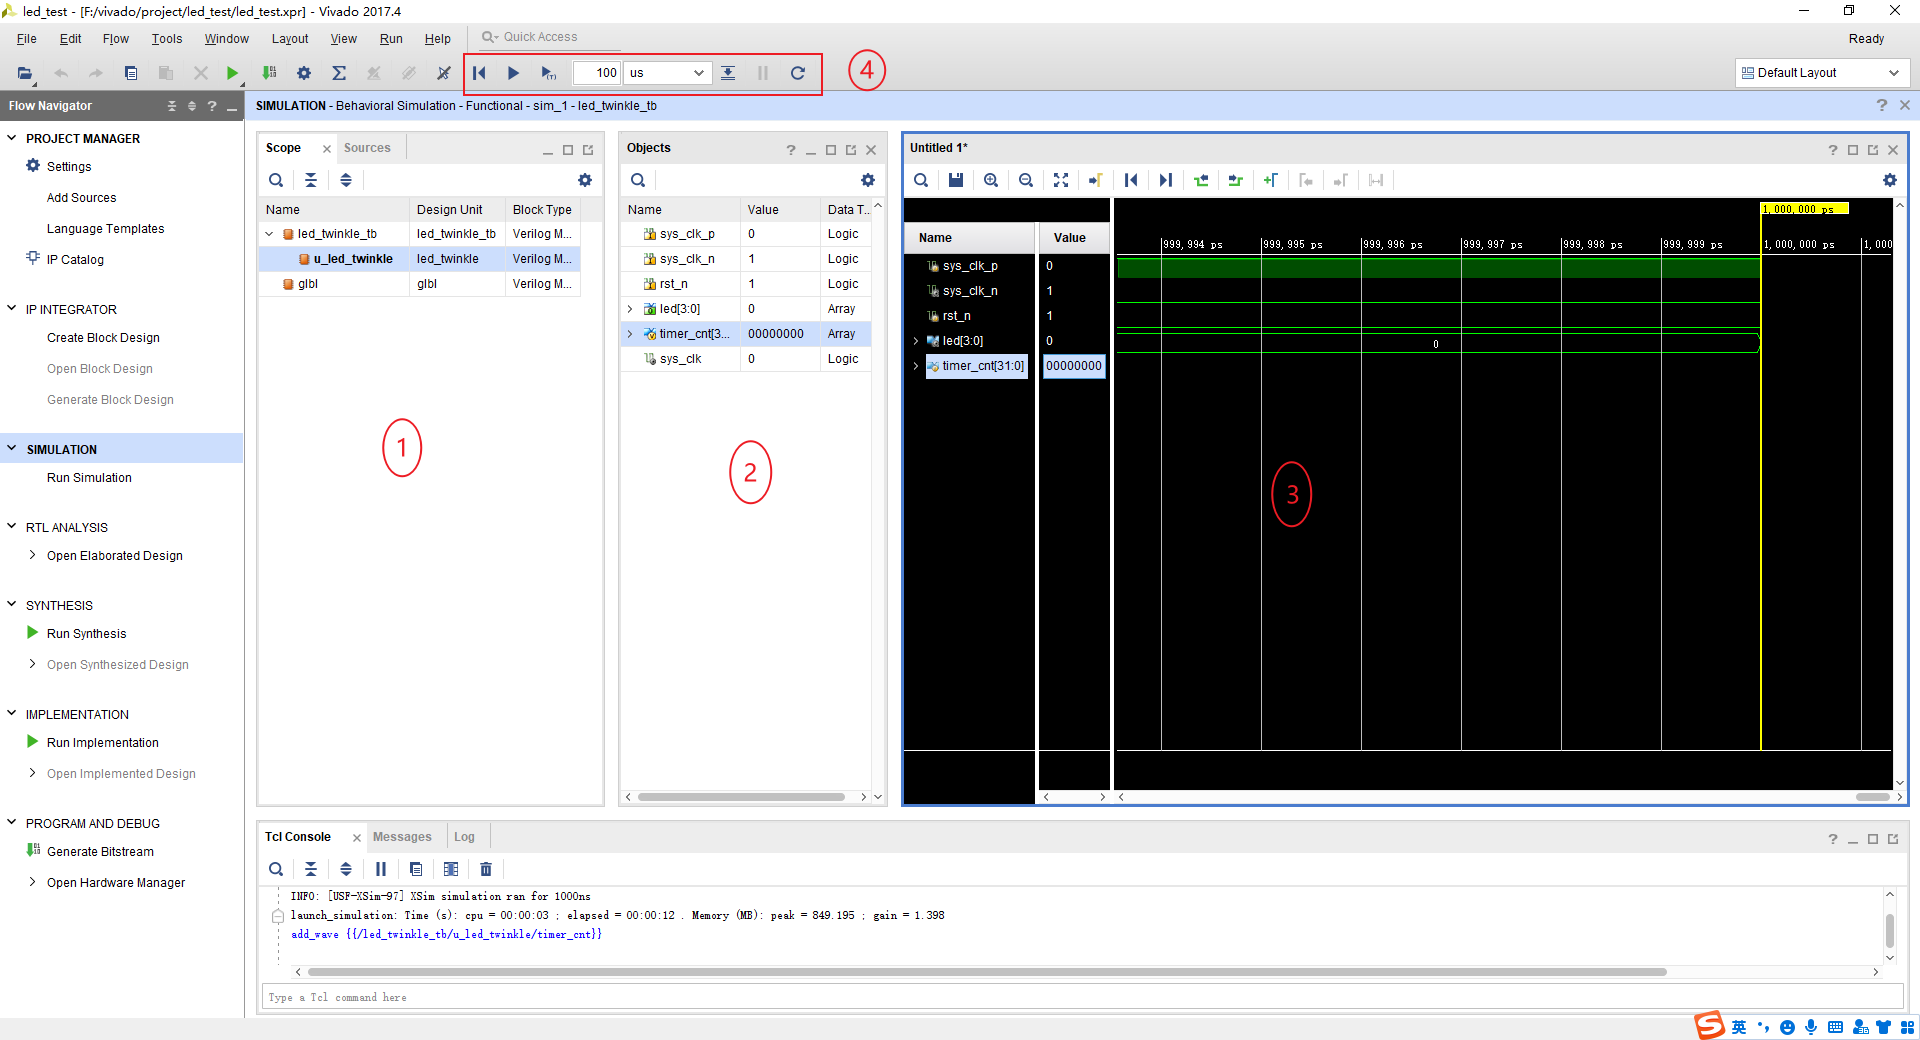 led_test - [F:/vivado/project/led_test/led_test.xpr] - Vivado 2017.4
File Edit Flow Tools Window Layout View Run Help Quick Access Ready
100 us 4 Default Layout
Flow Navigator
SIMULATION - Behavioral Simulation - Functional - sim_1 - led_twinkle_tb
PROJECT MANAGER
Settings
Add Sources
Language Templates
IP Catalog
IP INTEGRATOR
Create Block Design
Open Block Design
Generate Block Design
SIMULATION
Run Simulation
RTL ANALYSIS
Open Elaborated Design
SYNTHESIS
Run Synthesis
Open Synthesized Design
IMPLEMENTATION
Run Implementation
Open Implemented Design
PROGRAM AND DEBUG
Generate Bitstream
Open Hardware Manager
Scope Sources
Name Design Unit Block Type
led_twinkle_tb led_twinkle_tb Verilog M...
u_led_twinkle led_twinkle Verilog M...
glbl glbl Verilog M...
1
Objects
Name Value Data T...
sys_clk_p 0 Logic
sys_clk_n 1 Logic
rst_n 1 Logic
led[3:0] 0 Array
timer_cnt[3... 00000000 Array
sys_clk 0 Logic
2
Untitled 1*
1,000,000 ps
Name Value 999,994 ps 999,995 ps 999,996 ps 999,997 ps 999,998 ps 999,999 ps 1,000,000 ps 1,000
sys_clk_p 0
sys_clk_n 1
rst_n 1
led[3:0] 0 0
timer_cnt[31:0] 00000000
3
Tcl Console Messages Log
INFO: [USF-XSim-97] XSim simulation ran for 1000ns
launch_simulation: Time (s): cpu = 00:00:03 ; elapsed = 00:00:12 . Memory (MB): peak = 849.195 ; gain = 1.398
add_wave {{/led_twinkle_tb/u_led_twinkle/timer_cnt}}
Type a Tcl command here
英